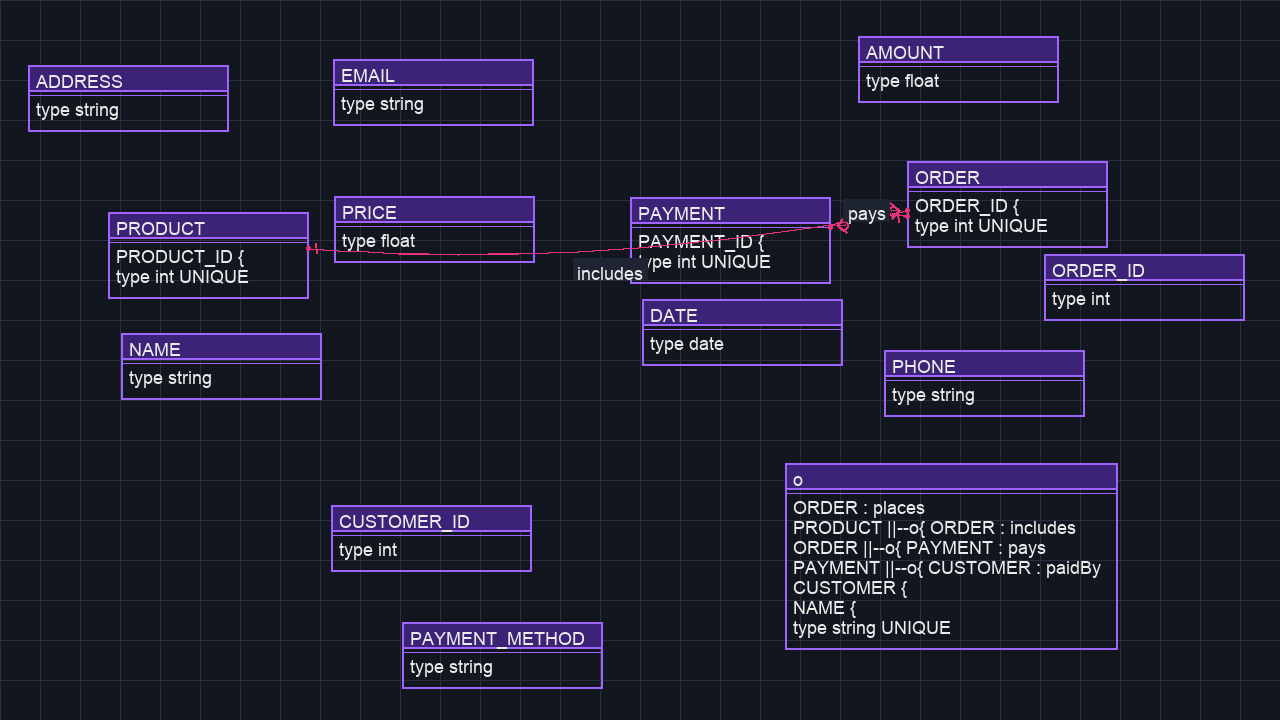 ADDRESS
type string
EMAIL
type string
AMOUNT
type float
PRODUCT
PRODUCT_ID {
type int UNIQUE
PRICE
type float
PAYMENT
PAYMENT_ID {
type int UNIQUE
pays
includes
ORDER
ORDER_ID {
type int UNIQUE
ORDER_ID
type int
DATE
type date
NAME
type string
PHONE
type string
CUSTOMER_ID
type int
o
ORDER : places
PRODUCT ||--o{ ORDER : includes
ORDER ||--o{ PAYMENT : pays
PAYMENT ||--o{ CUSTOMER : paidBy
CUSTOMER {
NAME {
type string UNIQUE
PAYMENT_METHOD
type string